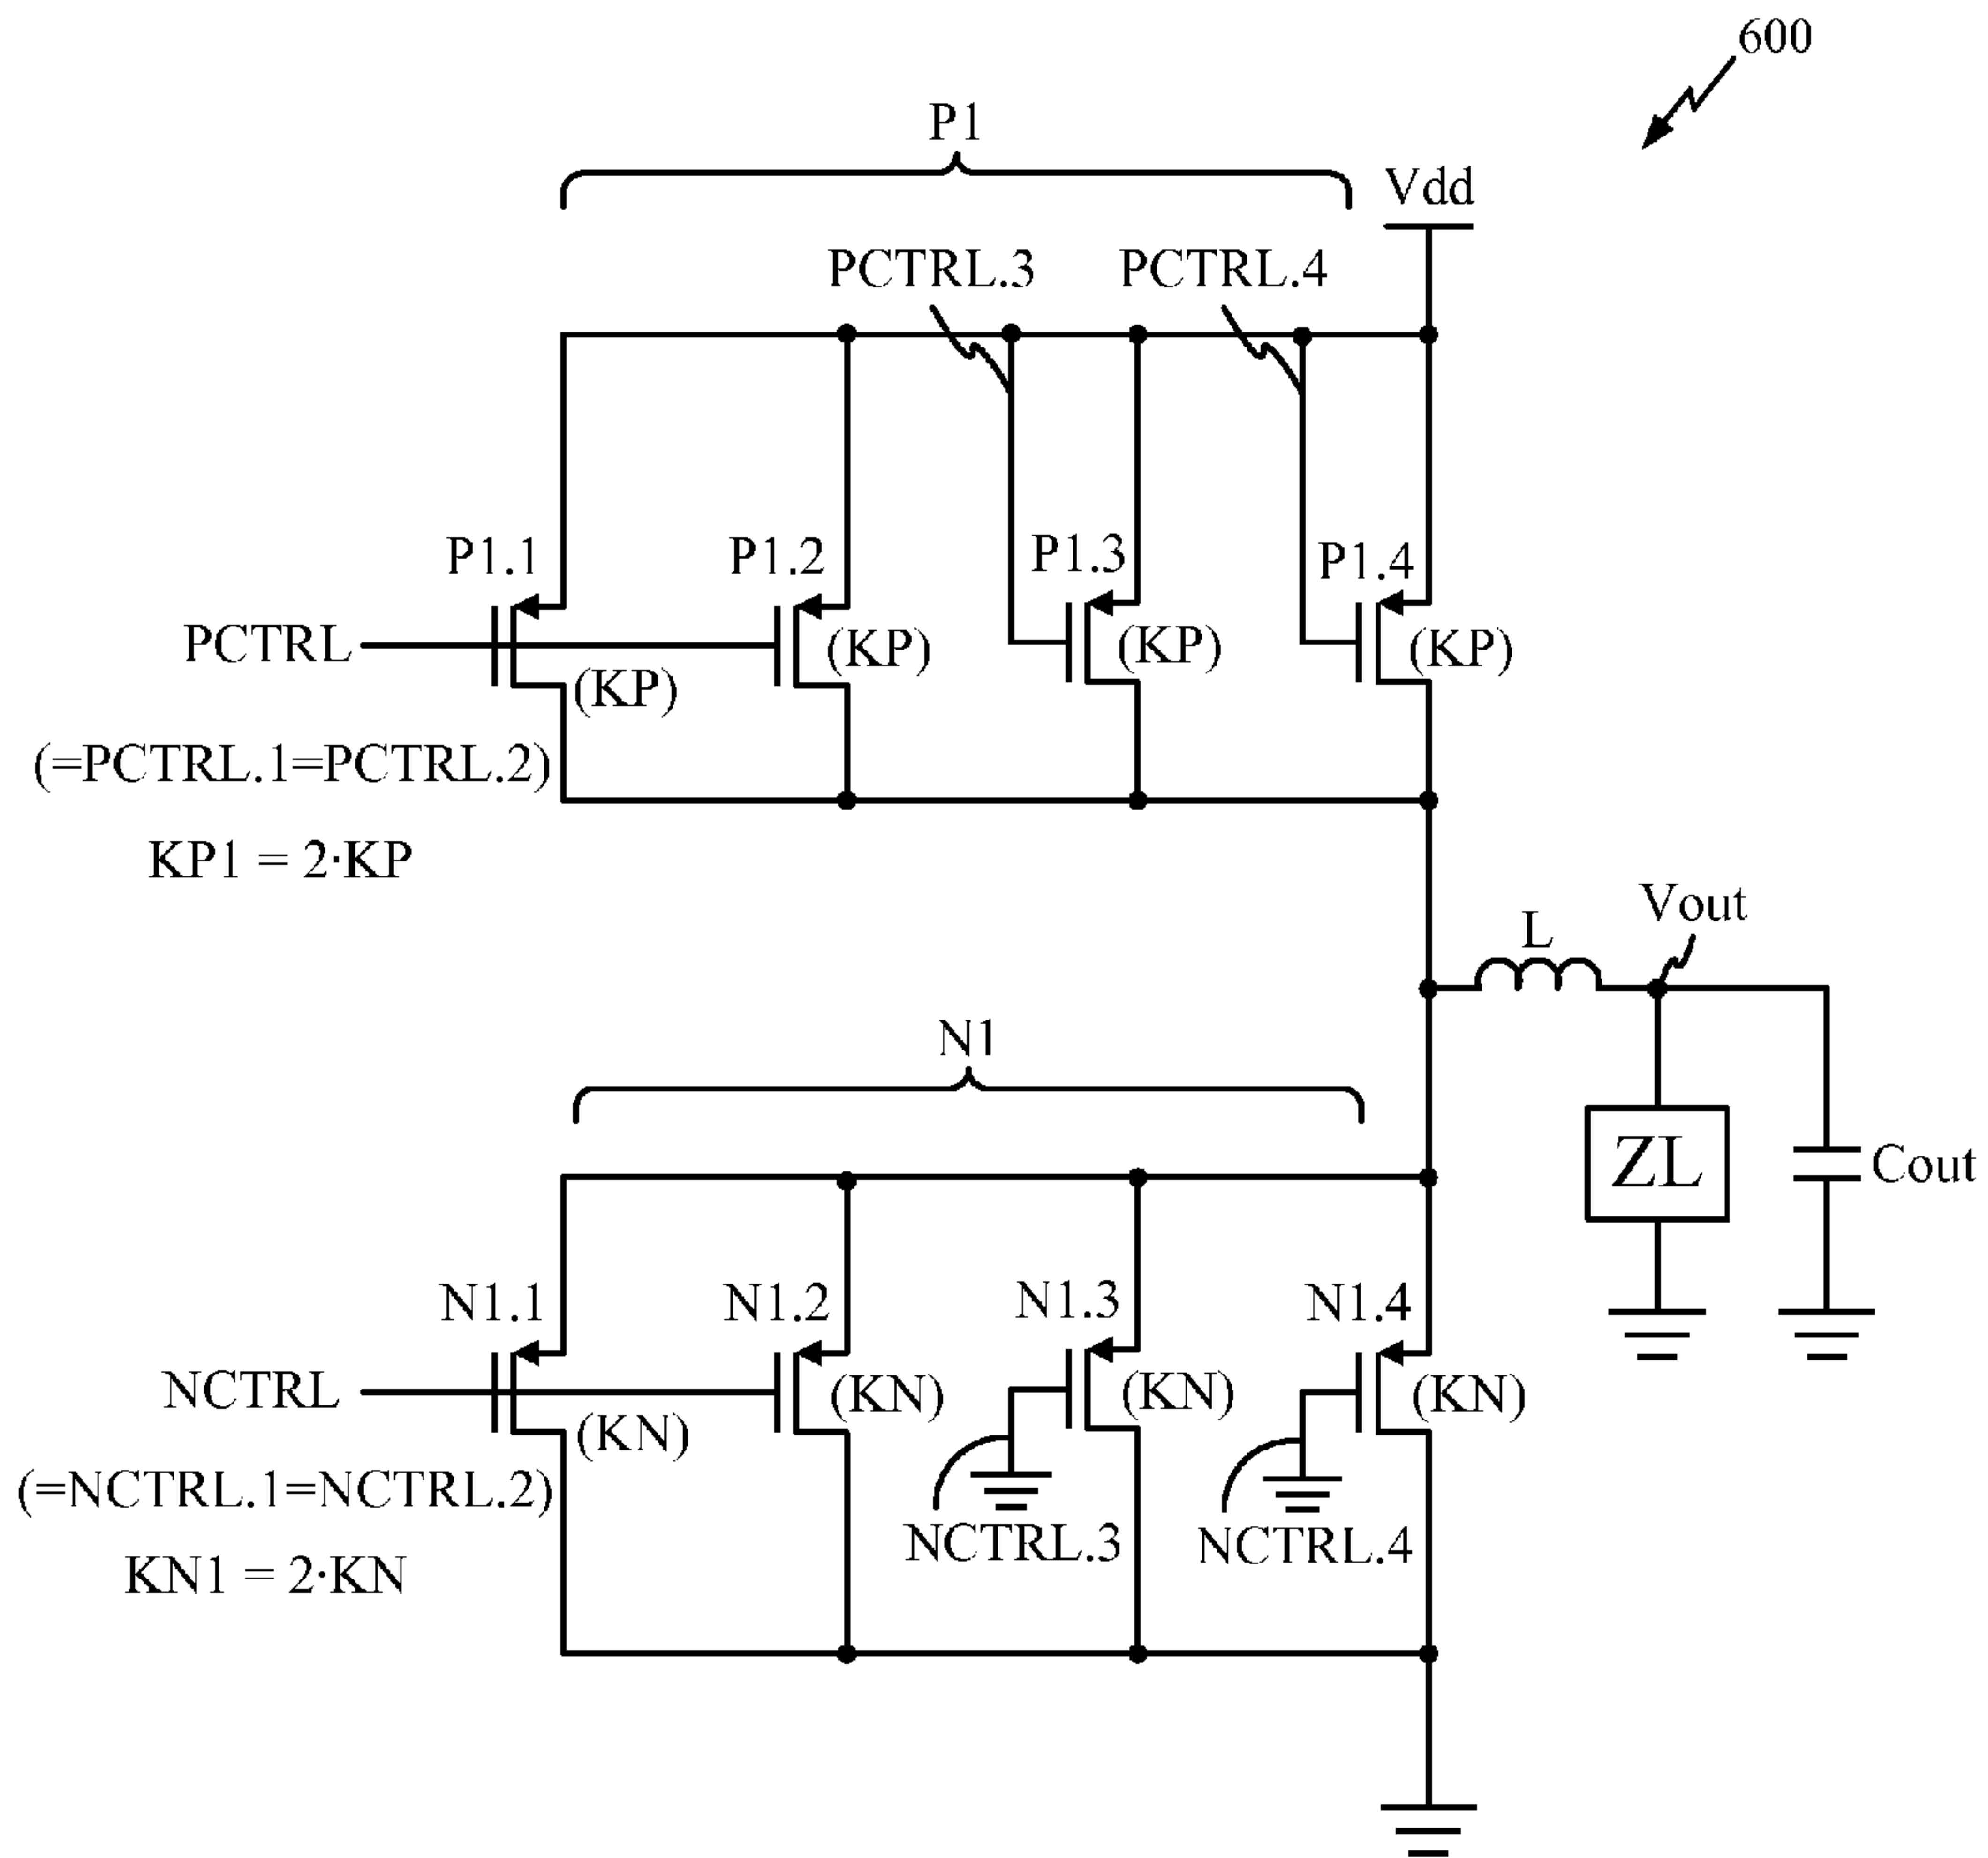 600
P1
Vdd
PCTRL.3
PCTRL.4
P1.1
P1.2
P1.3
P1.4
PCTRL
(KP)
(KP)
(KP)
(KP)
(=PCTRL.1=PCTRL.2)
KP1 = 2·KP
Vout
L
N1
ZL
Cout
N1.1
N1.2
N1.3
N1.4
NCTRL
(KN)
(KN)
(KN)
(KN)
(=NCTRL.1=NCTRL.2)
NCTRL.3
NCTRL.4
KN1 = 2·KN